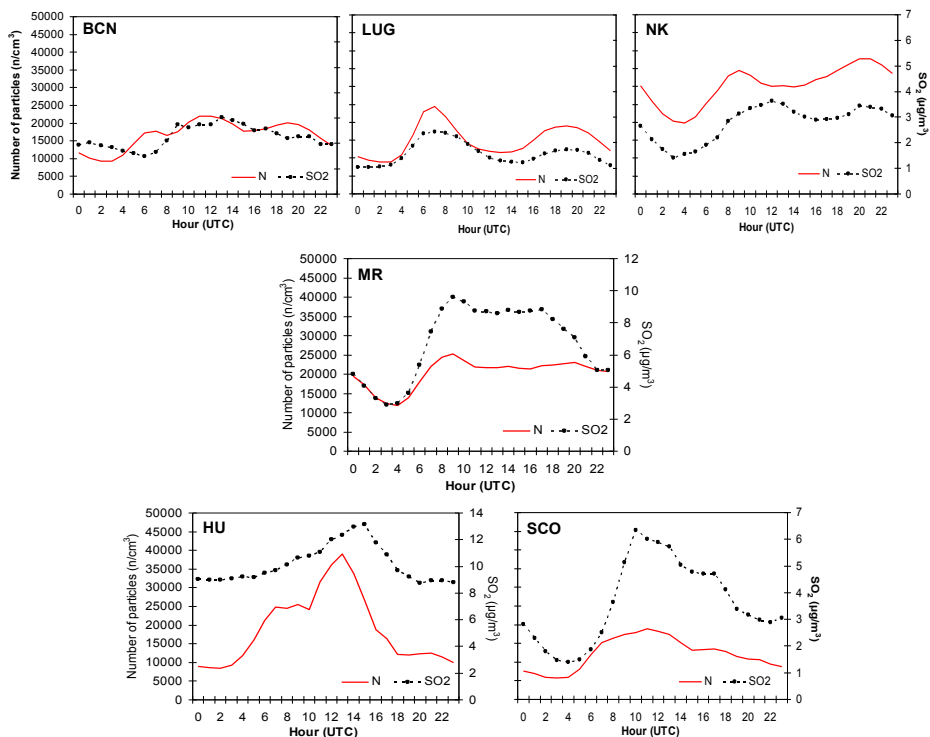 BCN
Number of particles (n/cm³)
50000
45000
40000
35000
30000
25000
20000
15000
10000
5000
0
0 2 4 6 8 10 12 14 16 18 20 22
Hour (UTC)
N SO2
LUG
0 2 4 6 8 10 12 14 16 18 20 22
Hour (UTC)
N SO2
NK
7
6
5
4
3
2
1
0
SO₂ (µg/m³)
0 2 4 6 8 10 12 14 16 18 20 22
Hour (UTC)
N SO2
MR
Number of particles (n/cm³)
50000
45000
40000
35000
30000
25000
20000
15000
10000
5000
0
12
10
8
6
4
2
0
SO₂ (µg/m³)
0 2 4 6 8 10 12 14 16 18 20 22
Hour (UTC)
N SO2
HU
Number of particles (n/cm³)
50000
45000
40000
35000
30000
25000
20000
15000
10000
5000
0
14
12
10
8
6
4
2
0
SO₂ (µg/m³)
0 2 4 6 8 10 12 14 16 18 20 22
Hour (UTC)
N SO2
SCO
7
6
5
4
3
2
1
0
SO₂ (µg/m³)
0 2 4 6 8 10 12 14 16 18 20 22
Hour (UTC)
N SO2